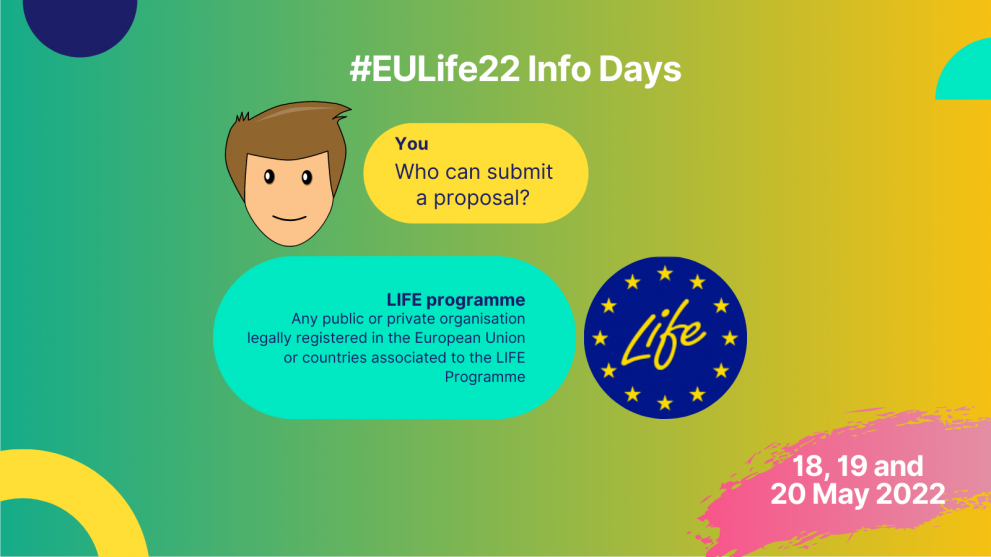 #EULife22 Info Days
You
Who can submit
a proposal?
LIFE programme
Any public or private organisation
legally registered in the European Union
or countries associated to the LIFE
Programme
Life
18, 19 and
20 May 2022